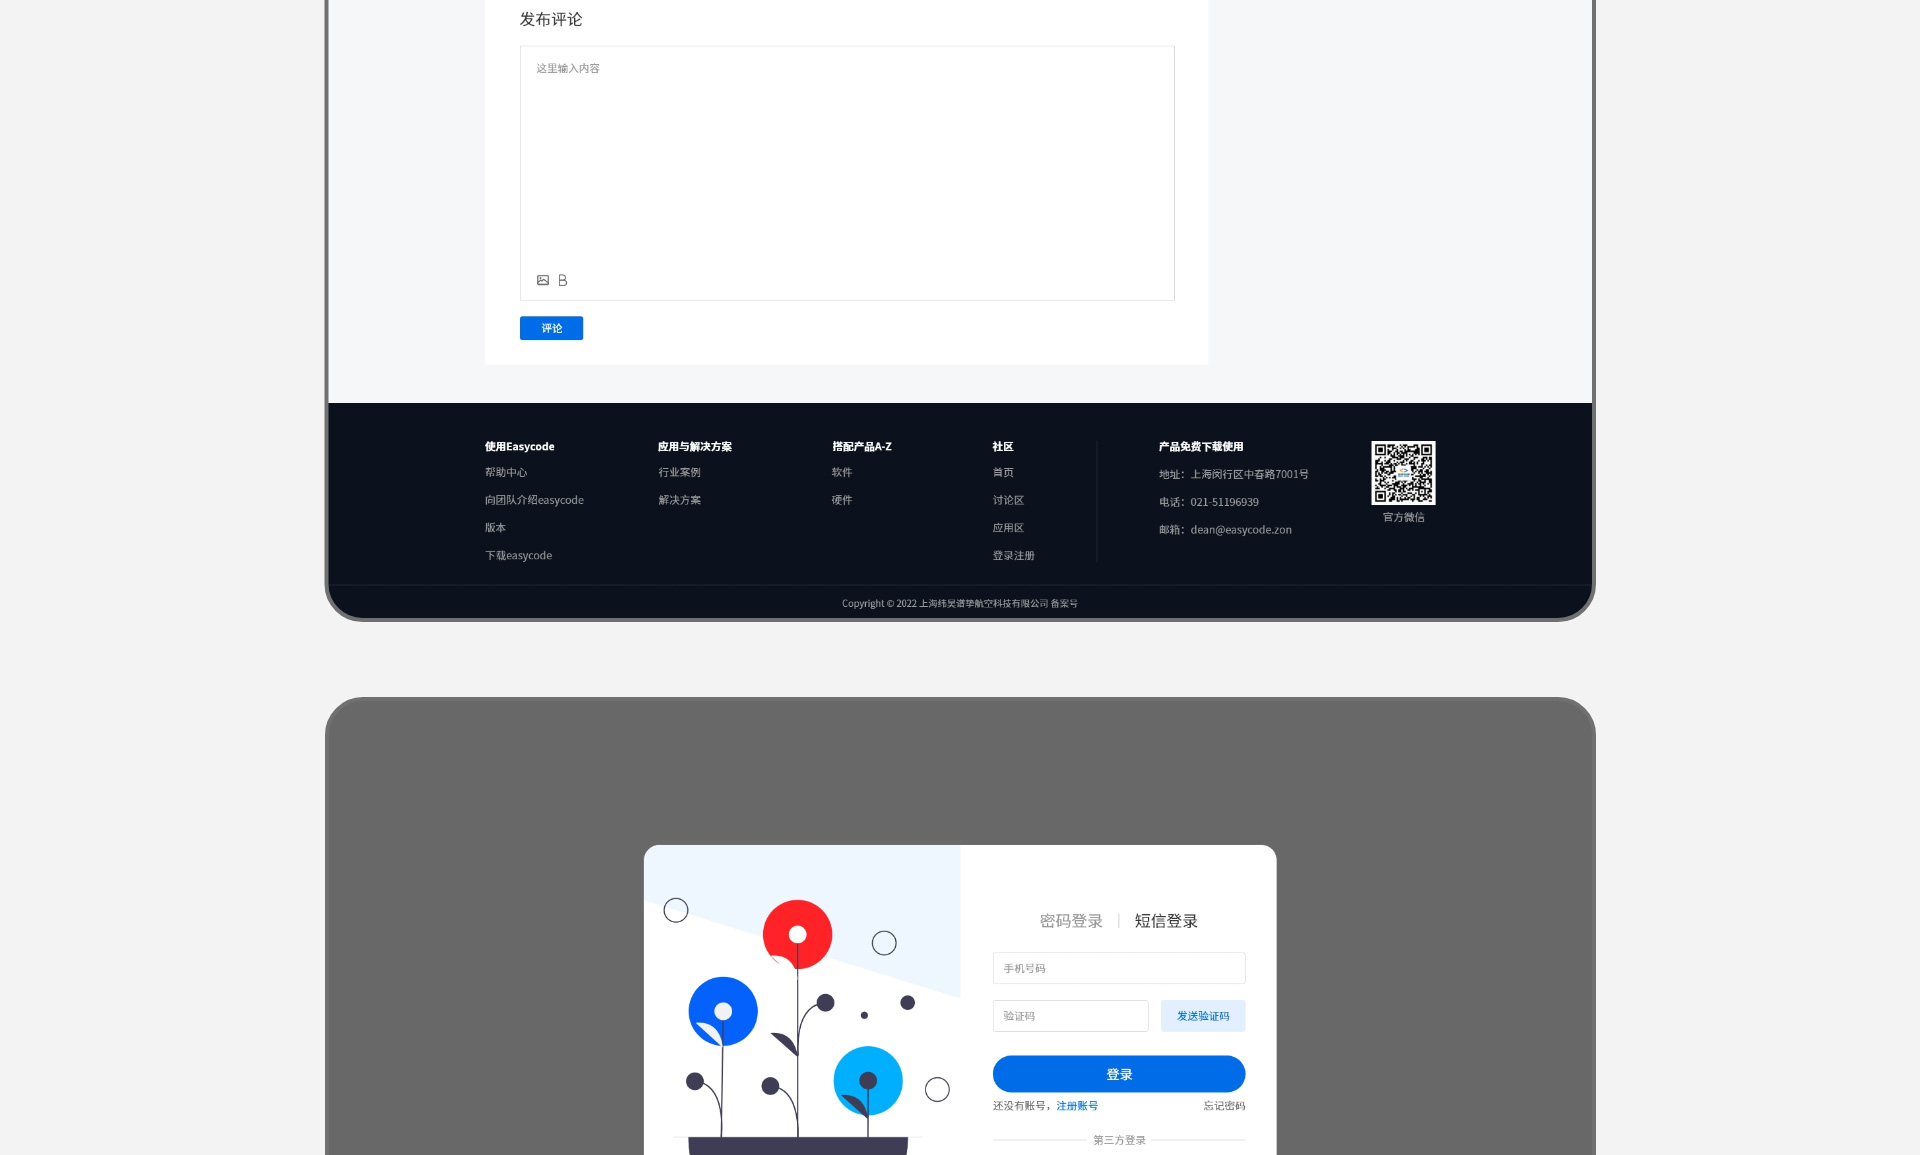 发布评论
这里输入内容
B
评论
使用Easycode
帮助中心
向团队介绍easycode
版本
下载easycode
应用与解决方案
行业案例
解决方案
搭配产品A-Z
软件
硬件
社区
首页
讨论区
应用区
登录注册
产品免费下载使用
地址：上海闵行区中春路7001号
电话：021-51196939
邮箱：dean@easycode.zon
官方微信
Copyright © 2022 上海纬昊谱挚航空科技有限公司 备案号
密码登录 | 短信登录
手机号码
验证码 发送验证码
登录
还没有账号，注册账号 忘记密码
第三方登录